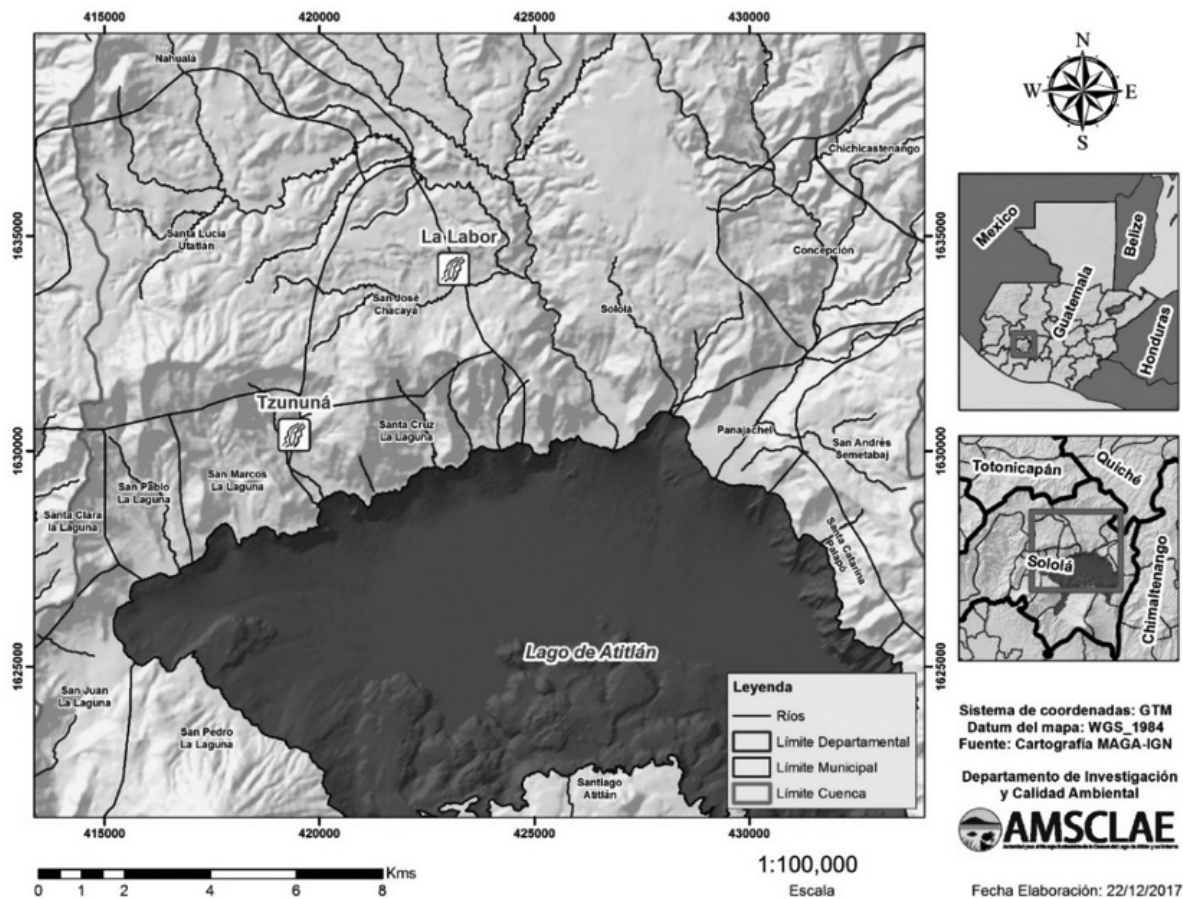 415000
420000
425000
430000
Nahualá
Chichicastenango
1635000
1635000
Santa Lucía
Utatlán
La Labor
Concepción
San José
Chacayá
Sololá
Tzununá
Santa Cruz
La Laguna
Panajachel
San Andrés
Semetabaj
1630000
1630000
San Marcos
La Laguna
San Pablo
La Laguna
Santa Clara
la Laguna
Santa Catarina
Palapó
Lago de Atitlán
1625000
1625000
San Juan
La Laguna
San Pedro
La Laguna
Santiago
Atitlán
Leyenda
Ríos
Límite Departamental
Límite Municipal
Límite Cuenca
415000
420000
425000
430000
0 1 2 4 6 8 Kms
1:100,000
Escala
N
W E
S
Mexico
Belize
Guatemala
Honduras
Totonicapán
Quiché
Sololá
Chimaltenango
Sistema de coordenadas: GTM
Datum del mapa: WGS_1984
Fuente: Cartografía MAGA-IGN
Departamento de Investigación
y Calidad Ambiental
AMSCLAE
Fecha Elaboración: 22/12/2017